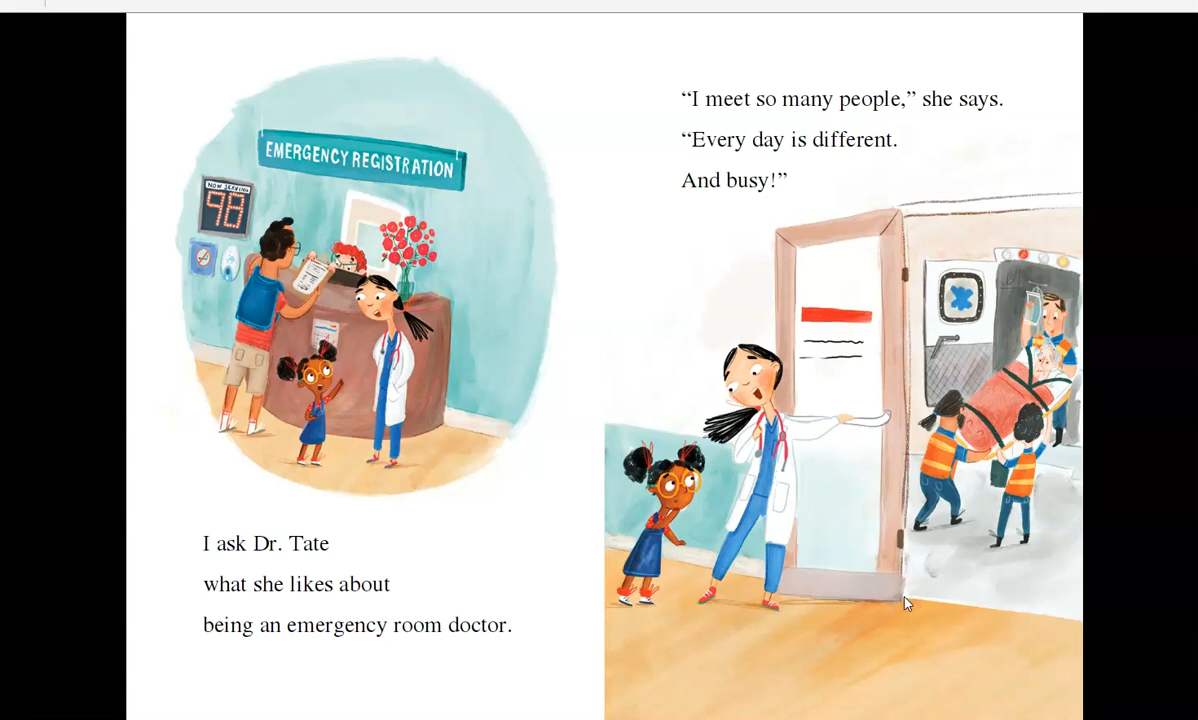 EMERGENCY REGISTRATION
NOW SERVING
98
I ask Dr. Tate
what she likes about
being an emergency room doctor.
“I meet so many people,” she says.
“Every day is different.
And busy!”